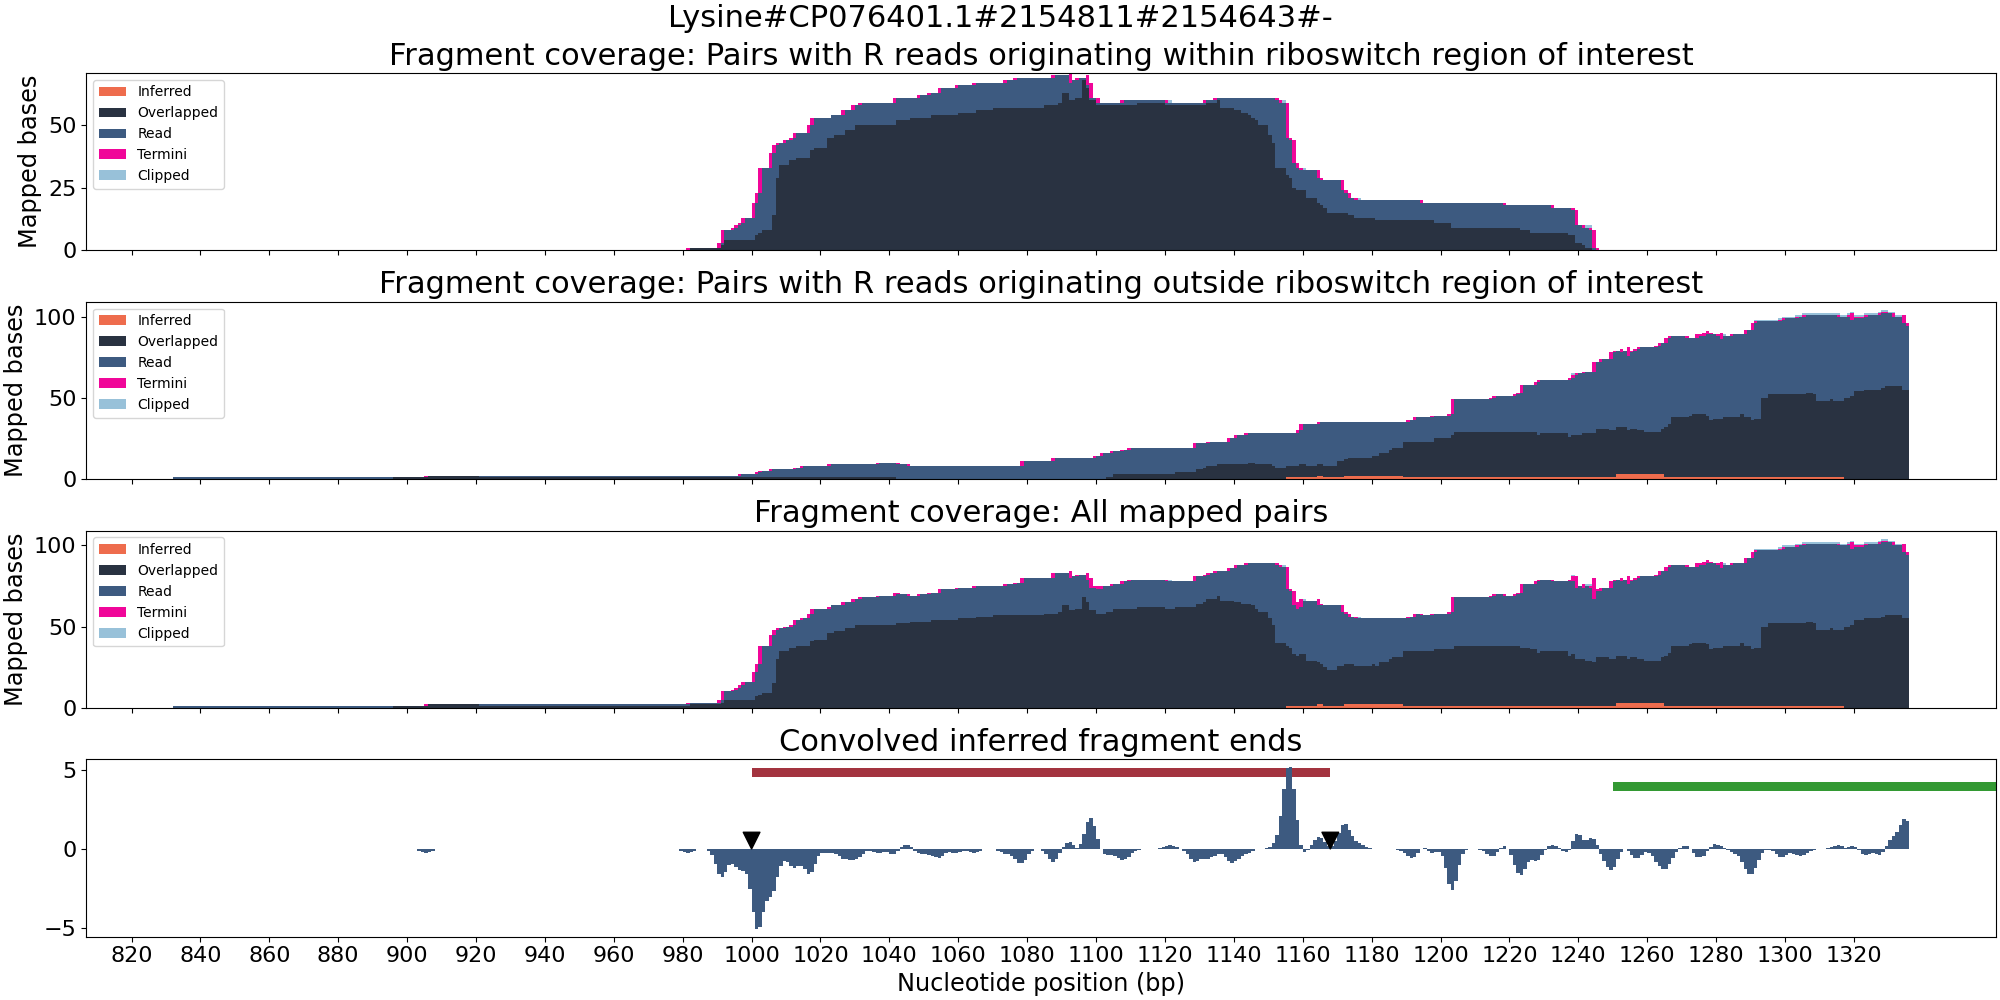 Lysine#CP076401.1#2154811#2154643#-
Fragment coverage: Pairs with R reads originating within riboswitch region of interest
Mapped bases
50
25
0
Inferred
Overlapped
Read
Termini
Clipped
Fragment coverage: Pairs with R reads originating outside riboswitch region of interest
Mapped bases
100
50
0
Inferred
Overlapped
Read
Termini
Clipped
Fragment coverage: All mapped pairs
Mapped bases
100
50
0
Inferred
Overlapped
Read
Termini
Clipped
Convolved inferred fragment ends
5
0
−5
820 840 860 880 900 920 940 960 980 1000 1020 1040 1060 1080 1100 1120 1140 1160 1180 1200 1220 1240 1260 1280 1300 1320
Nucleotide position (bp)